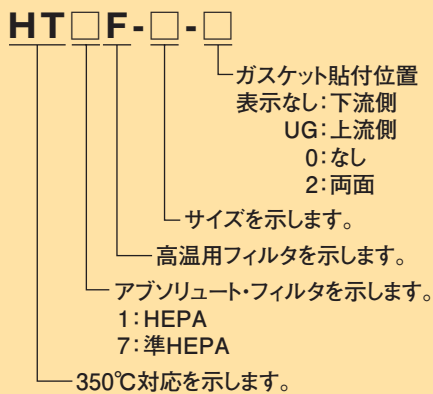 HT□F-□-□
ガスケット貼付位置
表示なし:下流側
UG:上流側
0:なし
2:両面
サイズを示します。
高温用フィルタを示します。
アブソリュート・フィルタを示します。
1:HEPA
7:準HEPA
350℃対応を示します。